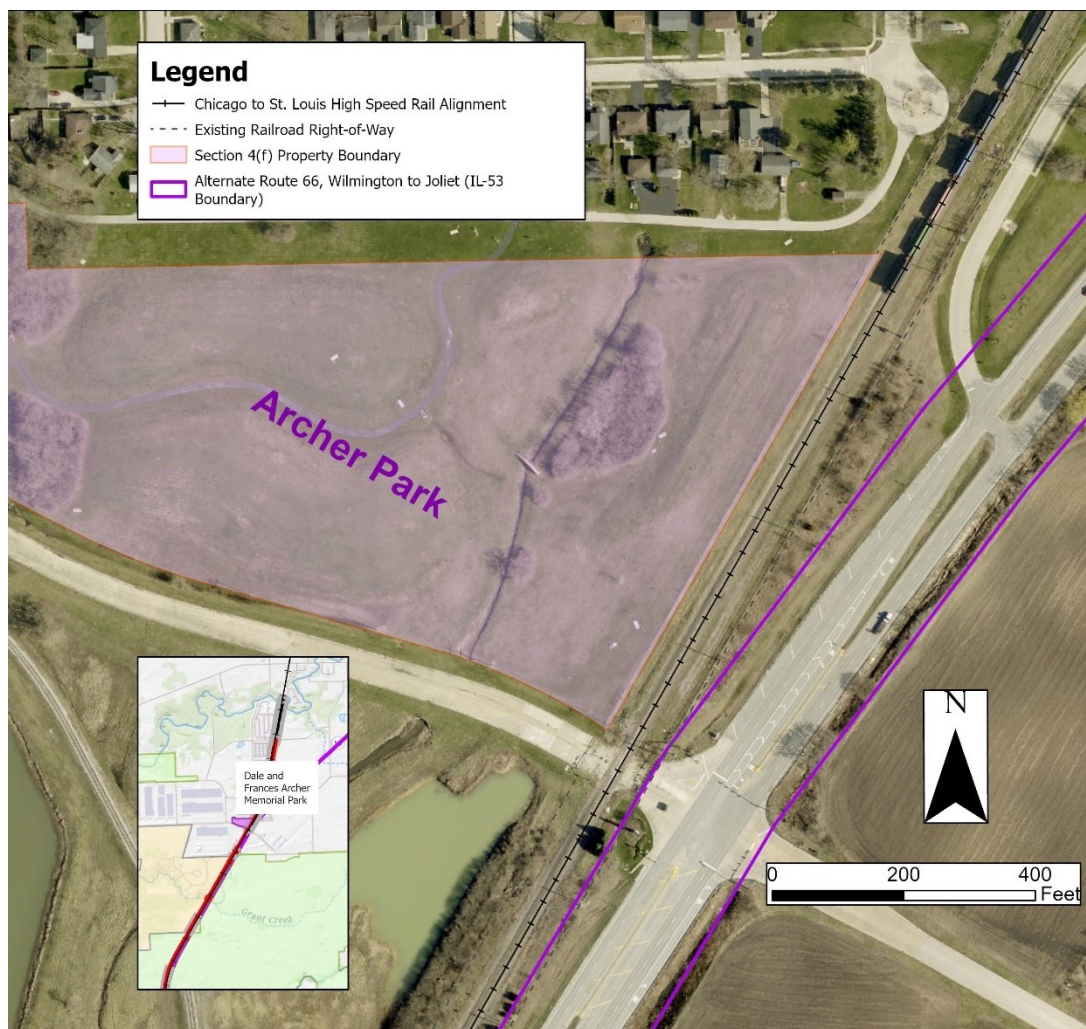 Legend
Chicago to St. Louis High Speed Rail Alignment
Existing Railroad Right-of-Way
Section 4(f) Property Boundary
Alternate Route 66, Wilmington to Joliet (IL-53
Boundary)
Archer Park
Dale and
Frances Archer
Memorial Park
Grant Creek
N
0 200 400
Feet